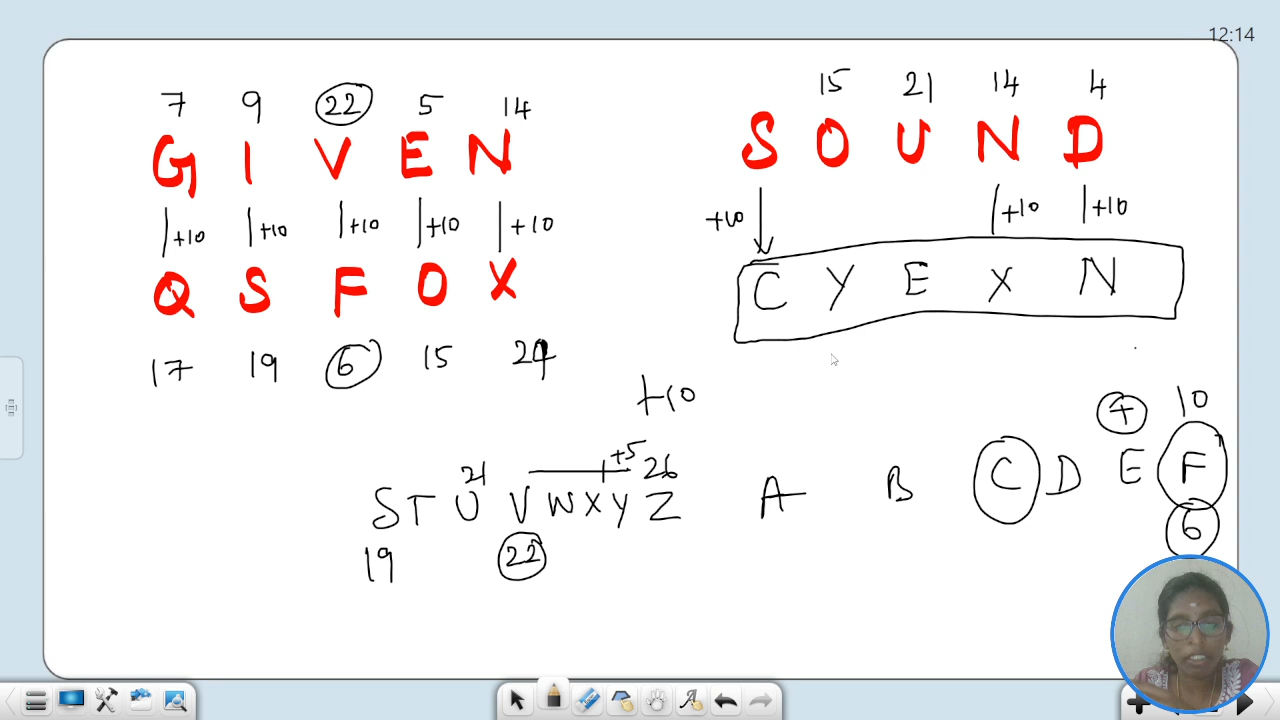 12:14
7 9 22 5 14
G I V E N
+10 +10 +10 +10 +10
Q S F O X
17 19 6 15 24
15 21 14 4
S O U N D
+10 +10 +10
C Y E X N
+10
21 +5 26 4 10
S T U V W X Y Z A B C D E F
19 22 6